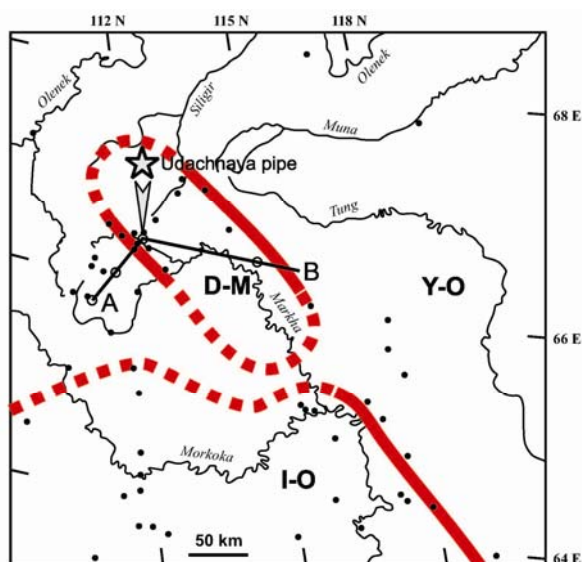 112 N 115 N 118 N
Olenek
Olenek
Siligir
68 E
Muna
Udachnaya pipe
Tung
B
D-M
Y-O
A
Markha
66 E
Morkoka
I-O
50 km
64 E